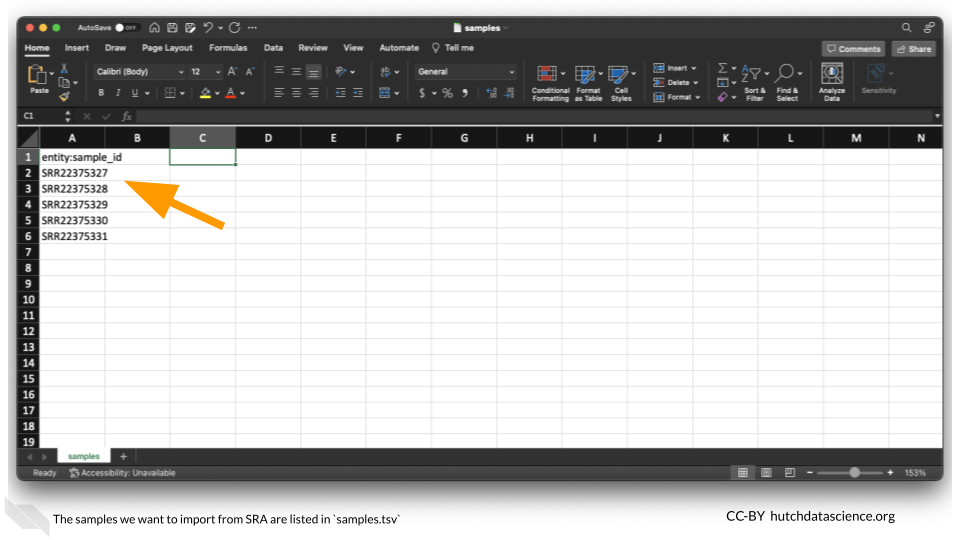 AutoSave OFF samples
Home Insert Draw Page Layout Formulas Data Review View Automate Tell me Comments Share
Paste Calibri (Body) 12 A A General Conditional Formatting Format as Table Cell Styles Insert Delete Format Sort & Filter Find & Select Analyze Data Sensitivity
B I U A $ % 9
C1 fx
A B C D E F G H I J K L M N
1 entity:sample_id
2 SRR22375327
3 SRR22375328
4 SRR22375329
5 SRR22375330
6 SRR22375331
7
8
9
10
11
12
13
14
15
16
17
18
19
samples +
Ready Accessibility: Unavailable - + 153%
The samples we want to import from SRA are listed in `samples.tsv`
CC-BY hutchdatascience.org